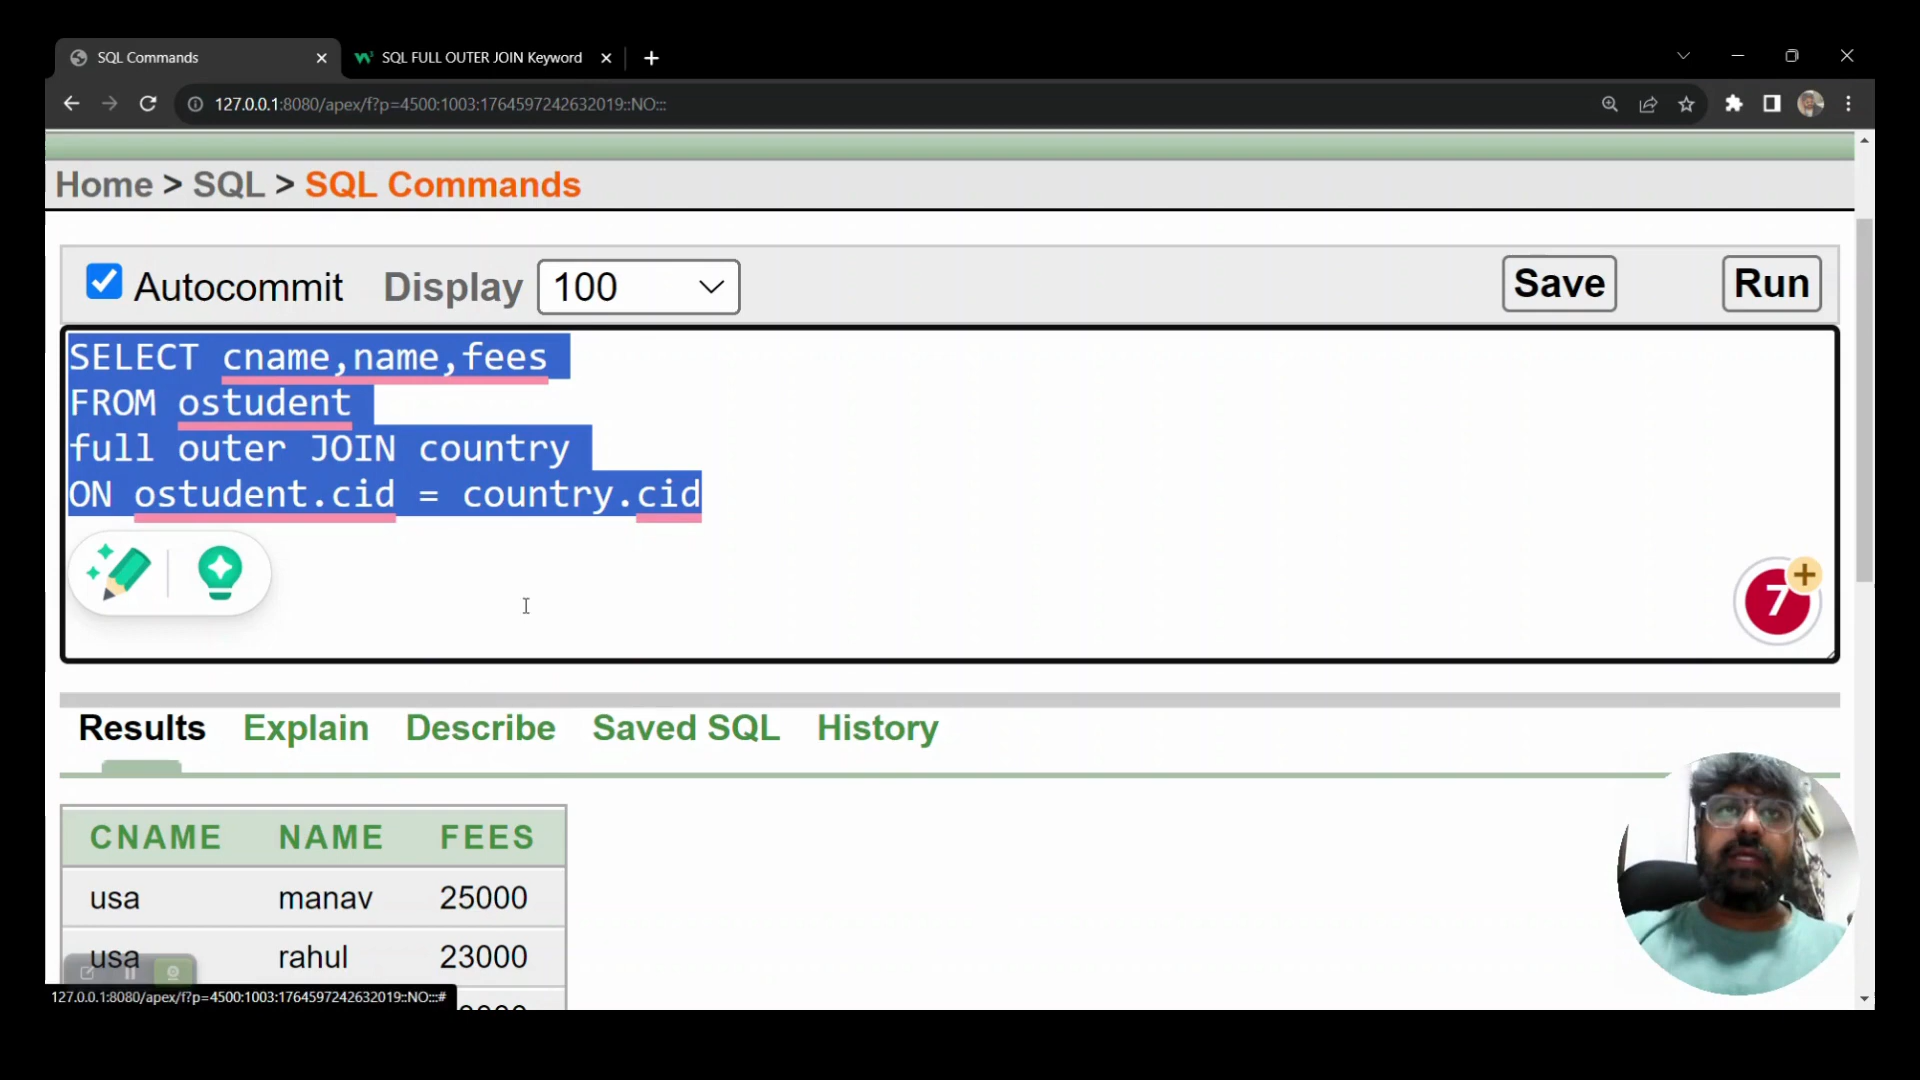 SQL Commands
SQL FULL OUTER JOIN Keyword
127.0.0.1:8080/apex/f?p=4500:1003:1764597242632019::NO:::
Home > SQL > SQL Commands
Autocommit Display 100 Save Run
SELECT cname,name,fees
FROM ostudent
full outer JOIN country
ON ostudent.cid = country.cid
7
Results Explain Describe Saved SQL History
CNAME NAME FEES
usa manav 25000
usa rahul 23000
127.0.0.1:8080/apex/f?p=4500:1003:1764597242632019::NO:::#